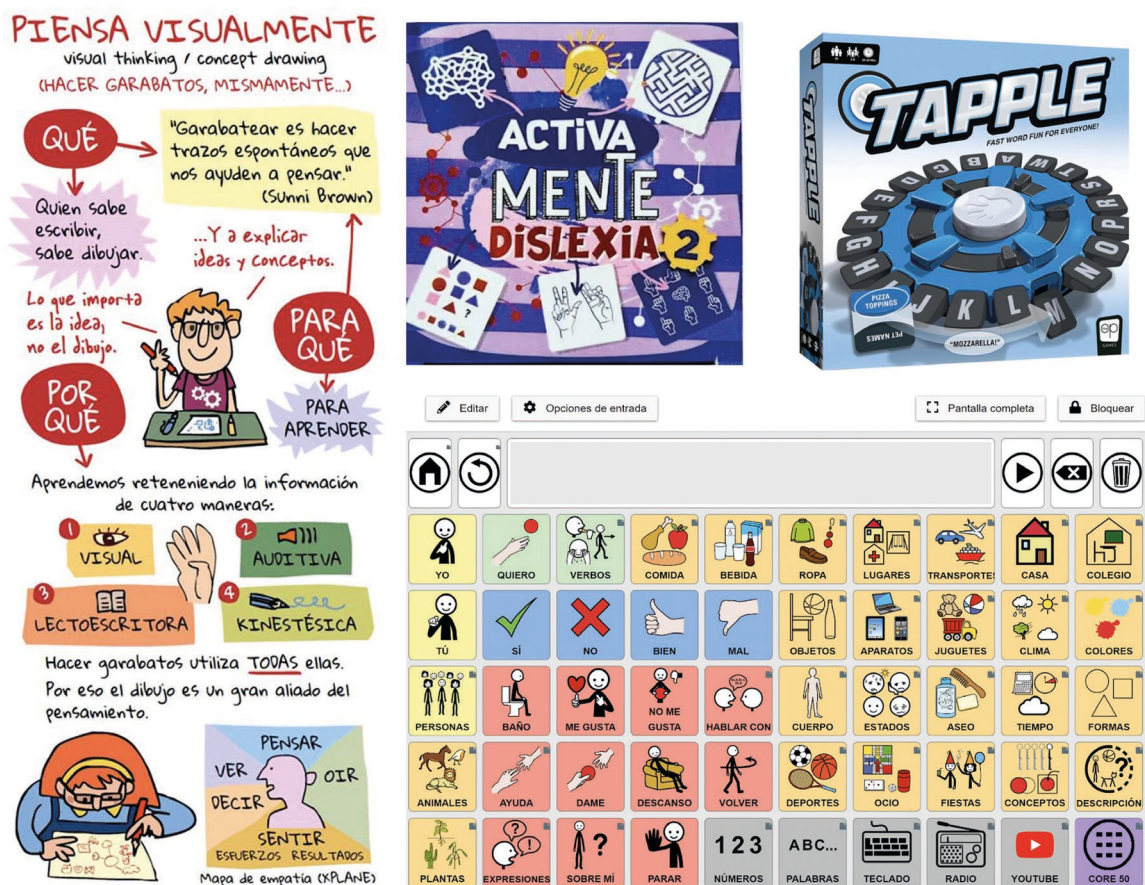 PIENSA VISUALMENTE
visual thinking / concept drawing
(HACER GARABATOS, MISMAMENTE...)
QUÉ
"Garabatear es hacer
trazos espontáneos que
nos ayuden a pensar."
(Sunni Brown)
Quien sabe
escribir,
sabe dibujar.
...Y a explicar
ideas y conceptos.
Lo que importa
es la idea,
no el dibujo.
PARA
QUÉ
POR
QUÉ
PARA
APRENDER
Aprendemos reteneniendo la información
de cuatro maneras:
1
VISUAL
2
AUDITIVA
3
LECTOESCRITORA
4
KINESTÉSICA
Hacer garabatos utiliza TODAS ellas.
Por eso el dibujo es un gran aliado del
pensamiento.
PENSAR
VER
OIR
DECIR
SENTIR
ESFUERZOS RESULTADOS
Mapa de empatía (XPLANE)
ACTIVA
MENTE
DISLEXIA 2
?
TAPPLE
TAPPLE
FAST WORD FUN FOR EVERYONE!
A B C D E F G H I J K L M N O P R S T W
PIZZA
TOPPINGS
PET NAMES
"MOZZARELLA!"
op
GAMES
Editar
Opciones de entrada
Pantalla completa
Bloquear
YO QUIERO VERBOS COMIDA BEBIDA ROPA LUGARES TRANSPORTES CASA COLEGIO
TÚ SÍ NO BIEN MAL OBJETOS APARATOS JUGUETES CLIMA COLORES
PERSONAS BAÑO ME GUSTA NO ME GUSTA HABLAR CON CUERPO ESTADOS ASEO TIEMPO FORMAS
ANIMALES AYUDA DAME DESCANSO VOLVER DEPORTES OCIO FIESTAS CONCEPTOS DESCRIPCIÓN
123 ABC...
PLANTAS EXPRESIONES SOBRE MÍ PARAR NÚMEROS PALABRAS TECLADO RADIO YOUTUBE CORE 50